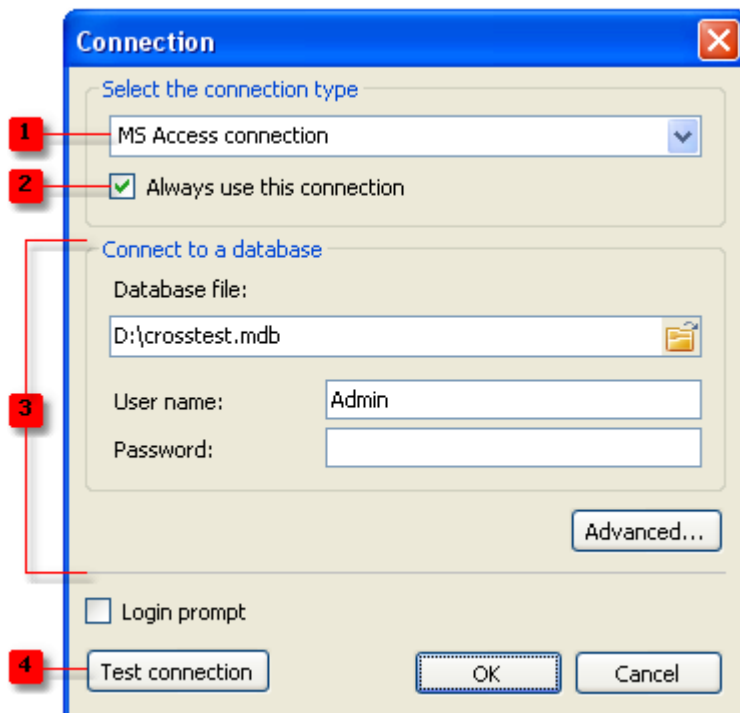 Connection
Select the connection type
1
MS Access connection
2
Always use this connection
Connect to a database
Database file:
D:\crosstest.mdb
3
User name: Admin
Password:
Advanced...
Login prompt
4
Test connection OK Cancel